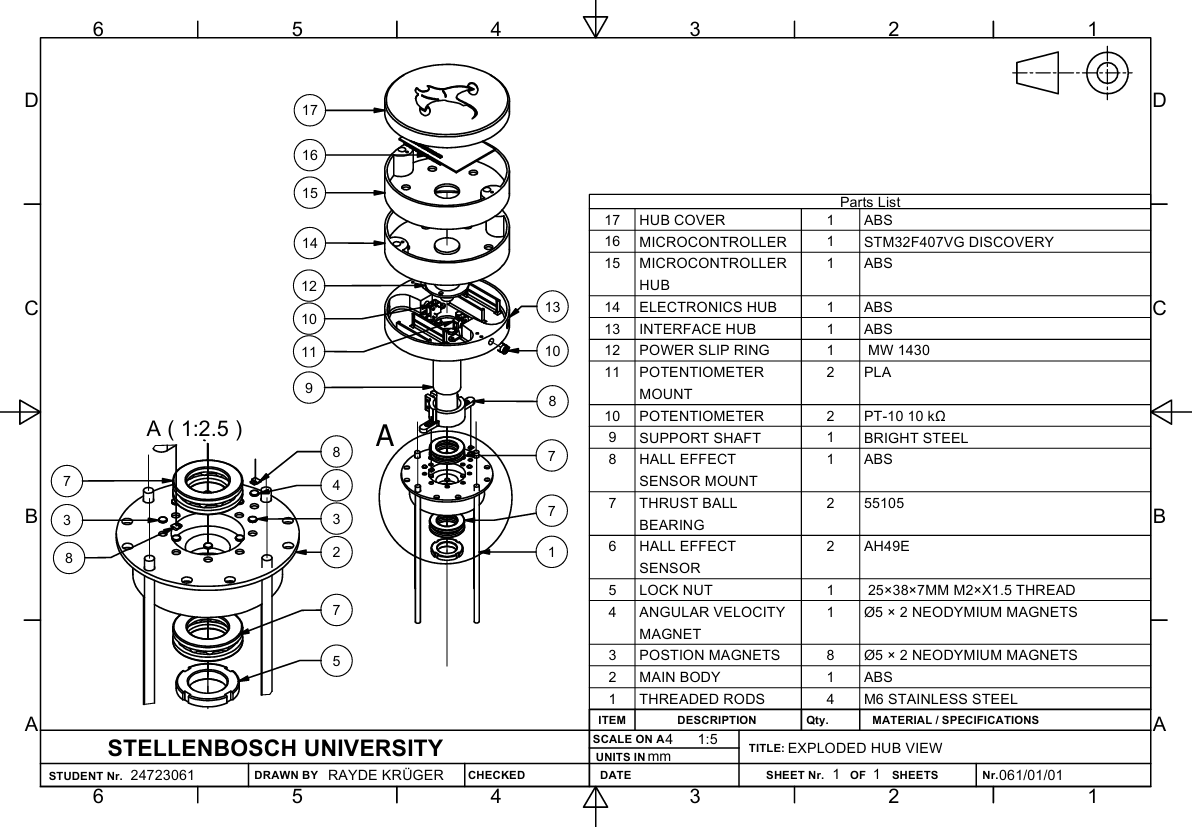 6 5 4 3 2 1
D
D
17
16
15
14
12
10
11
9
13
10
8
7
7
1
C
C
B
B
A
A
A ( 1:2.5 )
A
7
3
8
8
4
3
2
7
5
Parts List
17 HUB COVER 1 ABS
16 MICROCONTROLLER 1 STM32F407VG DISCOVERY
15 MICROCONTROLLER 1 ABS
HUB
14 ELECTRONICS HUB 1 ABS
13 INTERFACE HUB 1 ABS
12 POWER SLIP RING 1 MW 1430
11 POTENTIOMETER 2 PLA
MOUNT
10 POTENTIOMETER 2 PT-10 10 kΩ
9 SUPPORT SHAFT 1 BRIGHT STEEL
8 HALL EFFECT 1 ABS
SENSOR MOUNT
7 THRUST BALL 2 55105
BEARING
6 HALL EFFECT 2 AH49E
SENSOR
5 LOCK NUT 1 25×38×7MM M2×X1.5 THREAD
4 ANGULAR VELOCITY 1 Ø5 × 2 NEODYMIUM MAGNETS
MAGNET
3 POSTION MAGNETS 8 Ø5 × 2 NEODYMIUM MAGNETS
2 MAIN BODY 1 ABS
1 THREADED RODS 4 M6 STAINLESS STEEL
ITEM DESCRIPTION Qty. MATERIAL / SPECIFICATIONS
STELLENBOSCH UNIVERSITY
SCALE ON A4 1:5
UNITS IN mm
TITLE: EXPLODED HUB VIEW
STUDENT Nr. 24723061 DRAWN BY RAYDE KRÜGER CHECKED DATE SHEET Nr. 1 OF 1 SHEETS Nr.061/01/01
6 5 4 3 2 1